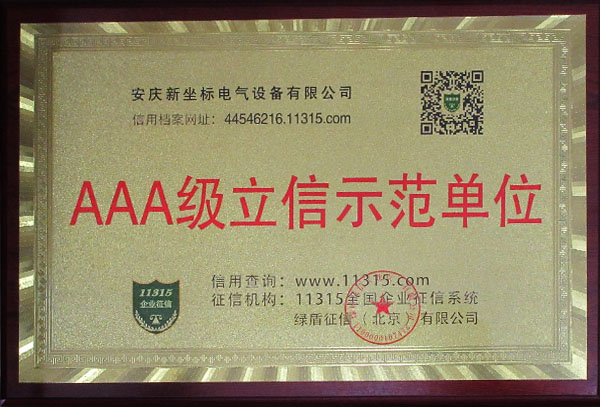 安庆新坐标电气设备有限公司
信用档案网址：44546216.11315.com
AAA级立信示范单位
11315
企业征信
信用查询：www.11315.com
征信机构：11315全国企业征信系统
绿盾征信（北京）有限公司